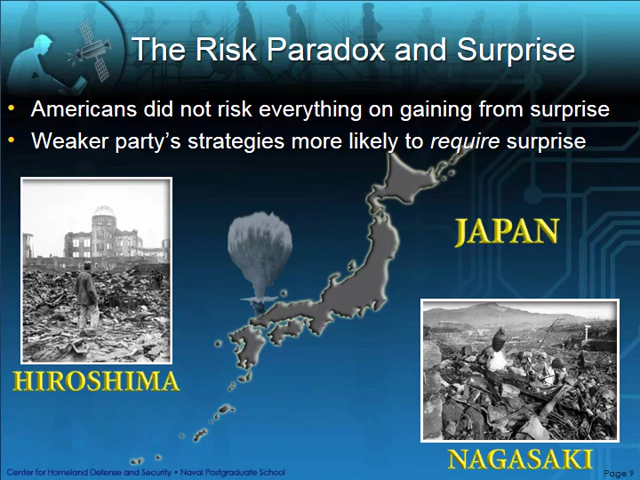 The Risk Paradox and Surprise
• Americans did not risk everything on gaining from surprise
• Weaker party's strategies more likely to require surprise
JAPAN
HIROSHIMA
NAGASAKI
Center for Homeland Defense and Security • Naval Postgraduate School
Page 9